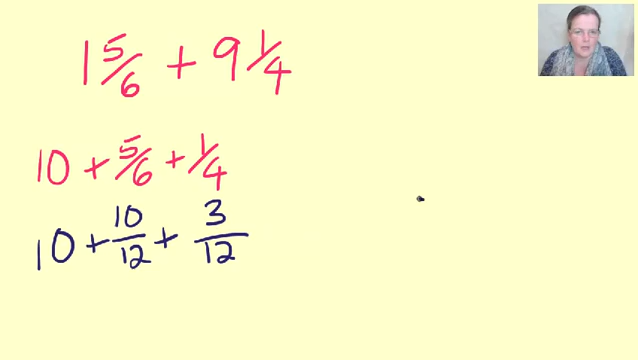 1 5/6 + 9 1/4
10 + 5/6 + 1/4
10 + 10/12 + 3/12